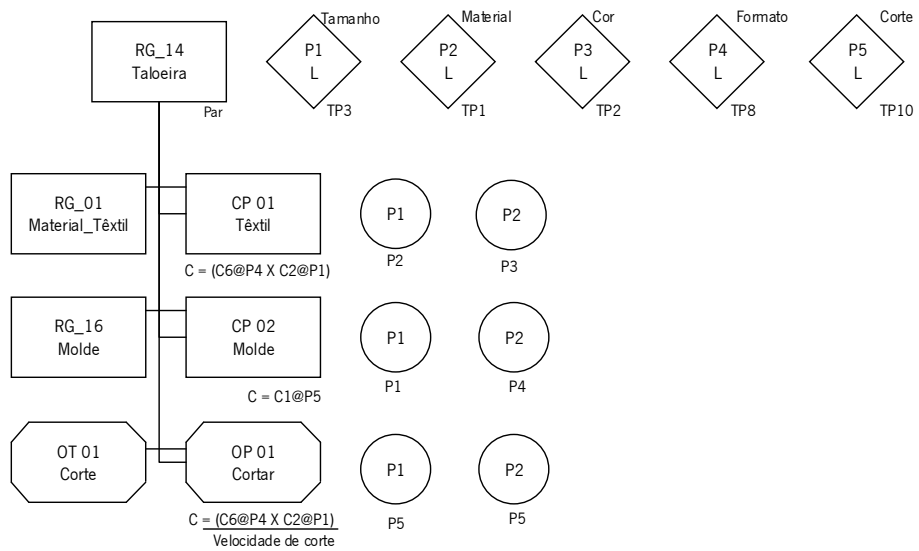 RG_14
Taloeira
Par
Tamanho
P1
L
TP3
Material
P2
L
TP1
Cor
P3
L
TP2
Formato
P4
L
TP8
Corte
P5
L
TP10
RG_01
Material_Têxtil
CP 01
Têxtil
C = (C6@P4 X C2@P1)
P1
P2
P2
P3
RG_16
Molde
CP 02
Molde
C = C1@P5
P1
P1
P2
P4
OT 01
Corte
OP 01
Cortar
C = (C6@P4 X C2@P1)
Velocidade de corte
P1
P5
P2
P5